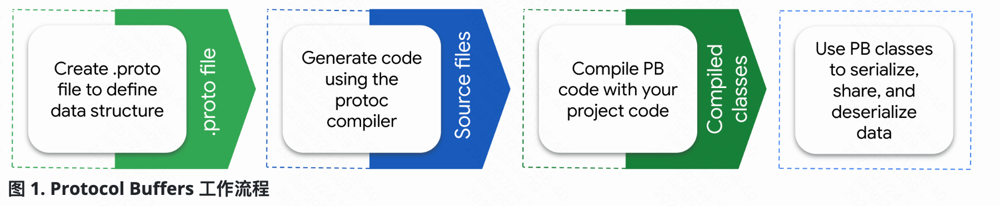 Create .proto
file to define
data structure
.proto file
Generate code
using the
protoc
compiler
Source files
Compile PB
code with your
project code
Compiled
classes
Use PB classes
to serialize,
share, and
deserialize
data
图 1. Protocol Buffers 工作流程